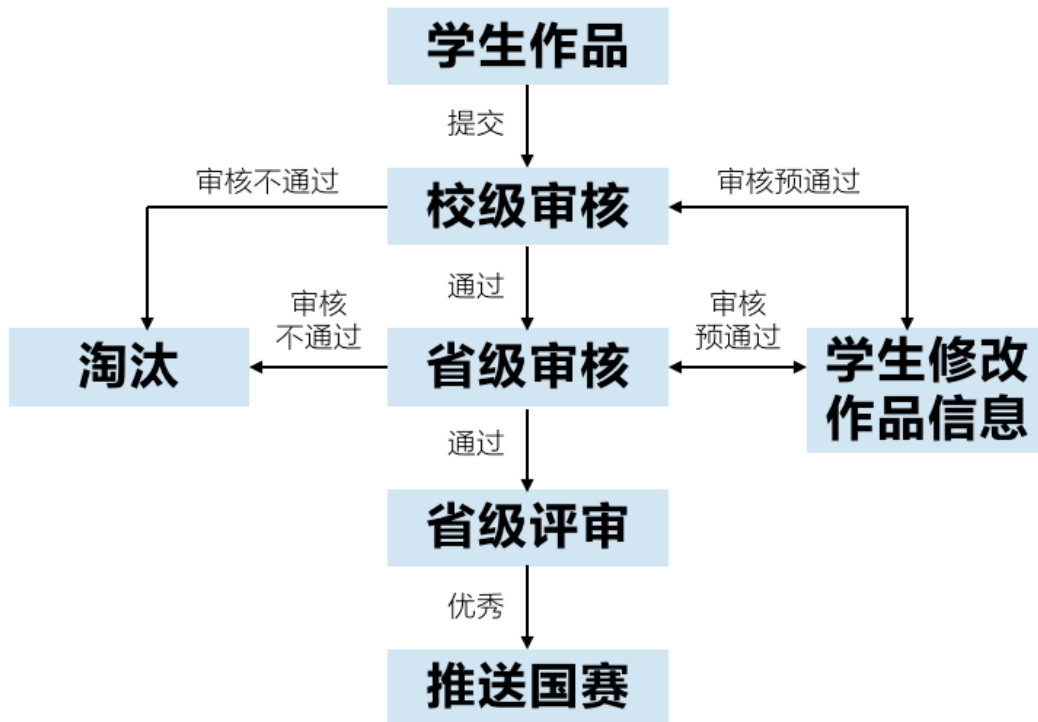 学生作品
提交
审核不通过
校级审核
审核预通过
通过
审核
不通过
审核
预通过
淘汰
省级审核
学生修改
作品信息
通过
省级评审
优秀
推送国赛